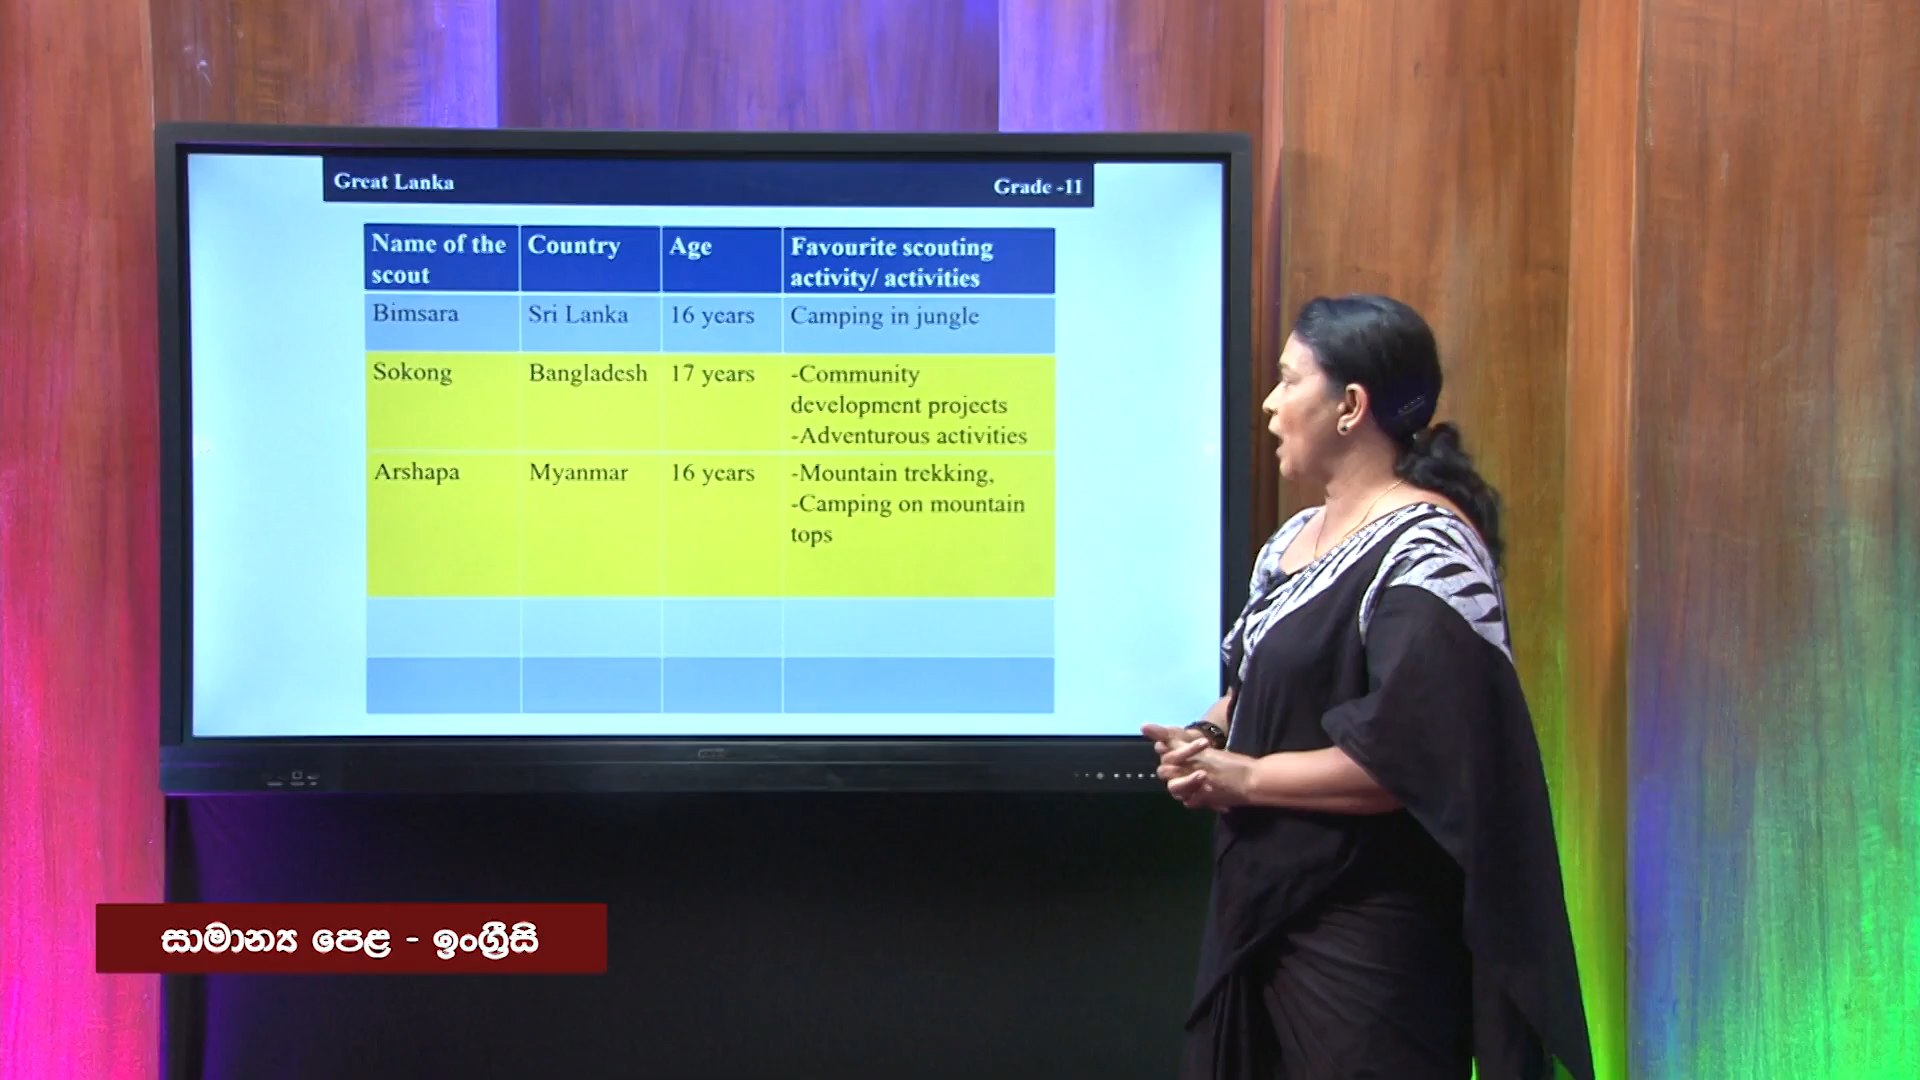 Great Lanka
Grade -11
Name of the
scout
Country
Age
Favourite scouting
activity/ activities
Bimsara
Sri Lanka
16 years
Camping in jungle
Sokong
Bangladesh
17 years
-Community
development projects
-Adventurous activities
Arshapa
Myanmar
16 years
-Mountain trekking,
-Camping on mountain
tops
සාමාන්‍ය පෙළ - ඉංග්‍රීසි